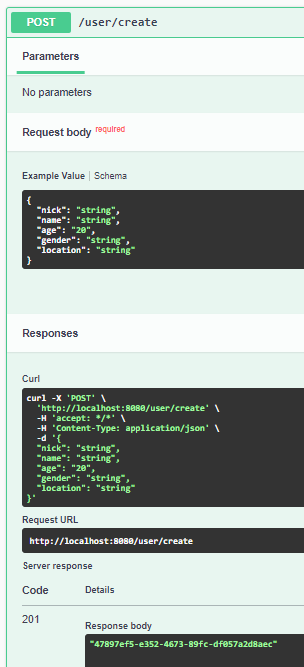 POST /user/create
Parameters
No parameters
Request body required
Example Value | Schema
{
  "nick": "string",
  "name": "string",
  "age": "20",
  "gender": "string",
  "location": "string"
}
Responses
Curl
curl -X 'POST' \
  'http://localhost:8080/user/create' \
  -H 'accept: */*' \
  -H 'Content-Type: application/json' \
  -d '{
  "nick": "string",
  "name": "string",
  "age": "20",
  "gender": "string",
  "location": "string"
}'
Request URL
http://localhost:8080/user/create
Server response
Code Details
201
Response body
"47897ef5-e352-4673-89fc-df057a2d8aec"